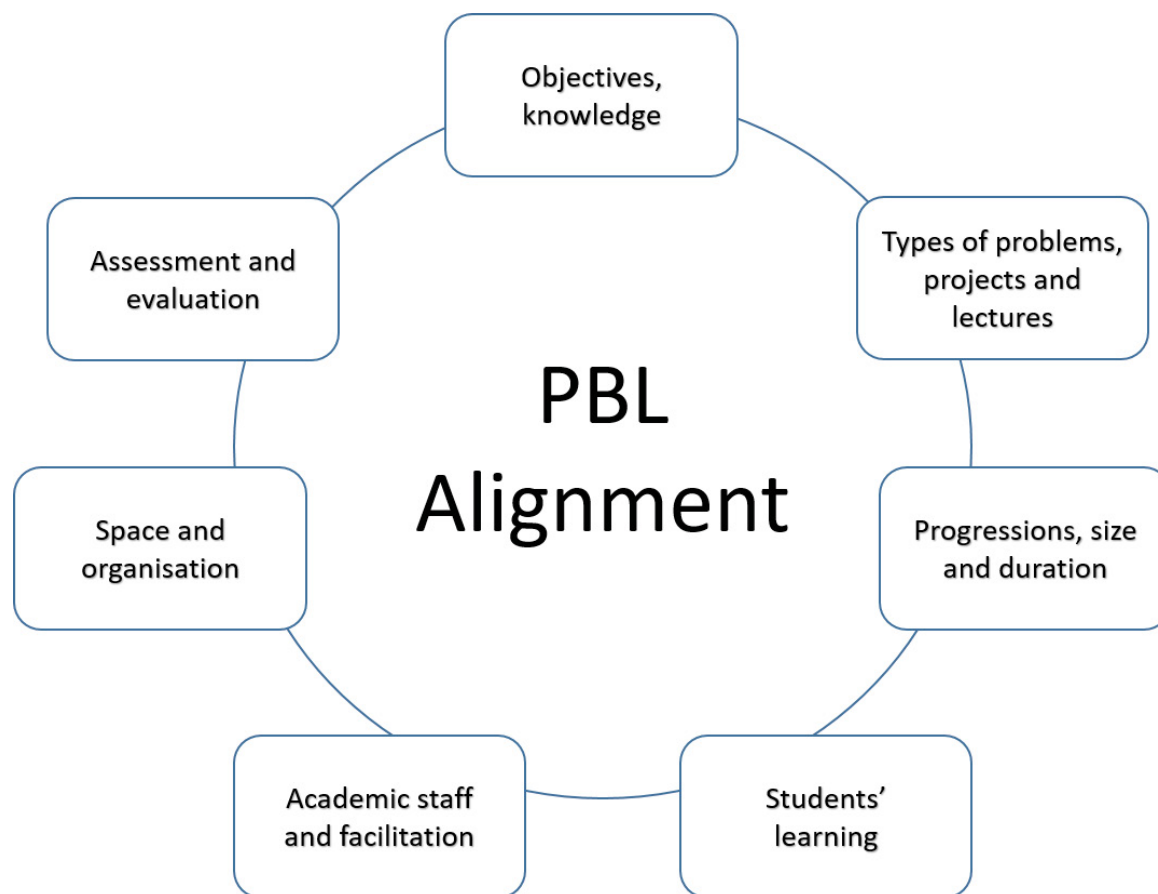 Objectives,
knowledge
Types of problems,
projects and
lectures
Progressions, size
and duration
Students’
learning
Academic staff
and facilitation
Space and
organisation
Assessment and
evaluation
PBL
Alignment